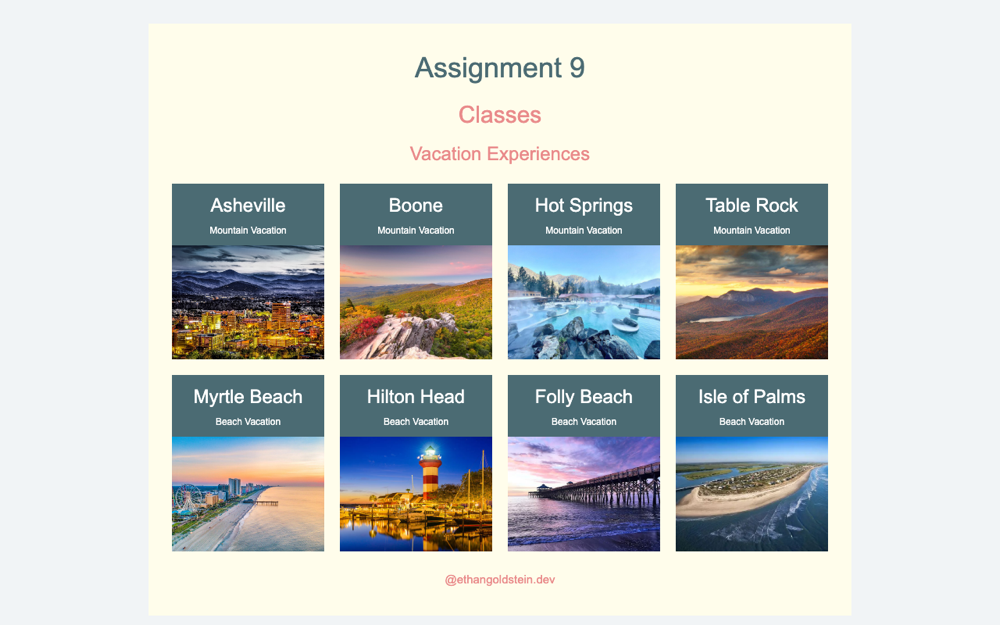 Assignment 9
Classes
Vacation Experiences
Asheville
Mountain Vacation
Boone
Mountain Vacation
Hot Springs
Mountain Vacation
Table Rock
Mountain Vacation
Myrtle Beach
Beach Vacation
Hilton Head
Beach Vacation
Folly Beach
Beach Vacation
Isle of Palms
Beach Vacation
@ethangoldstein.dev